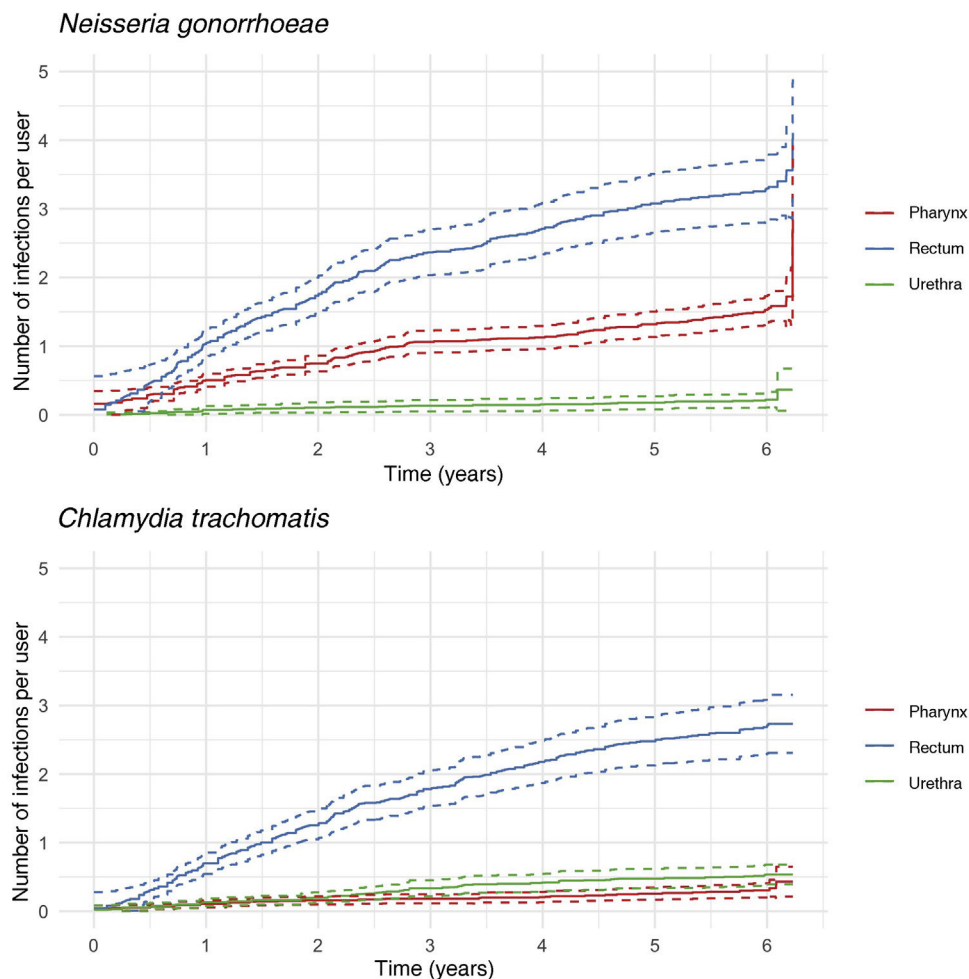 Neisseria gonorrhoeae
5
4
3
2
1
0
Number of infections per user
0 1 2 3 4 5 6
Time (years)
Pharynx
Rectum
Urethra
Chlamydia trachomatis
5
4
3
2
1
0
Number of infections per user
0 1 2 3 4 5 6
Time (years)
Pharynx
Rectum
Urethra